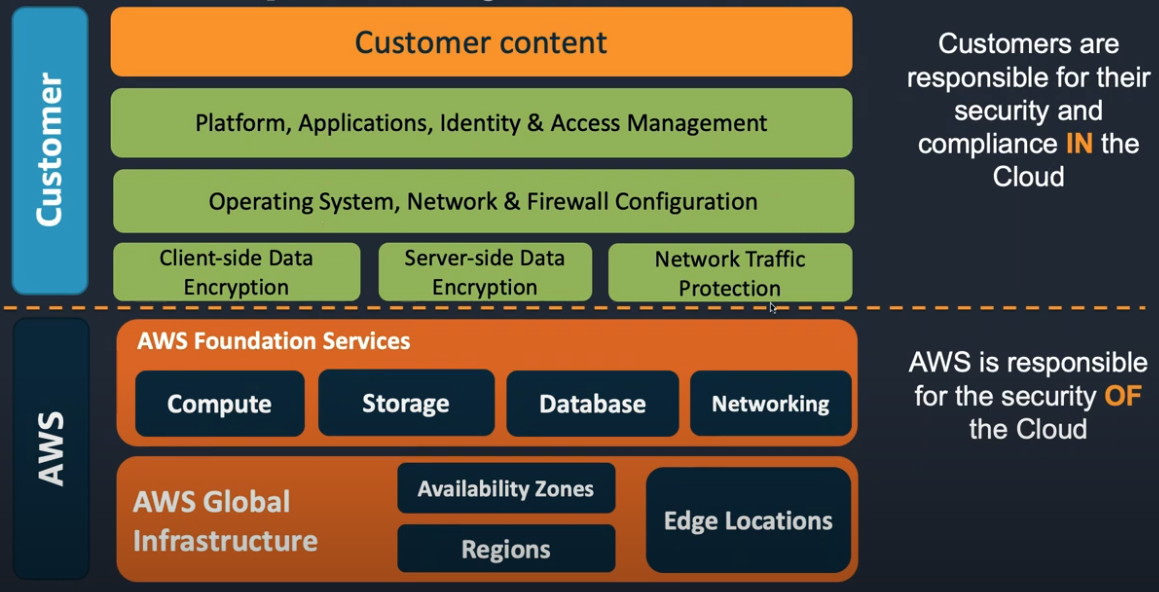 Customer
Customer content
Platform, Applications, Identity & Access Management
Operating System, Network & Firewall Configuration
Client-side Data
Encryption
Server-side Data
Encryption
Network Traffic
Protection
Customers are
responsible for their
security and
compliance IN the
Cloud
AWS
AWS Foundation Services
Compute
Storage
Database
Networking
AWS Global
Infrastructure
Availability Zones
Regions
Edge Locations
AWS is responsible
for the security OF
the Cloud